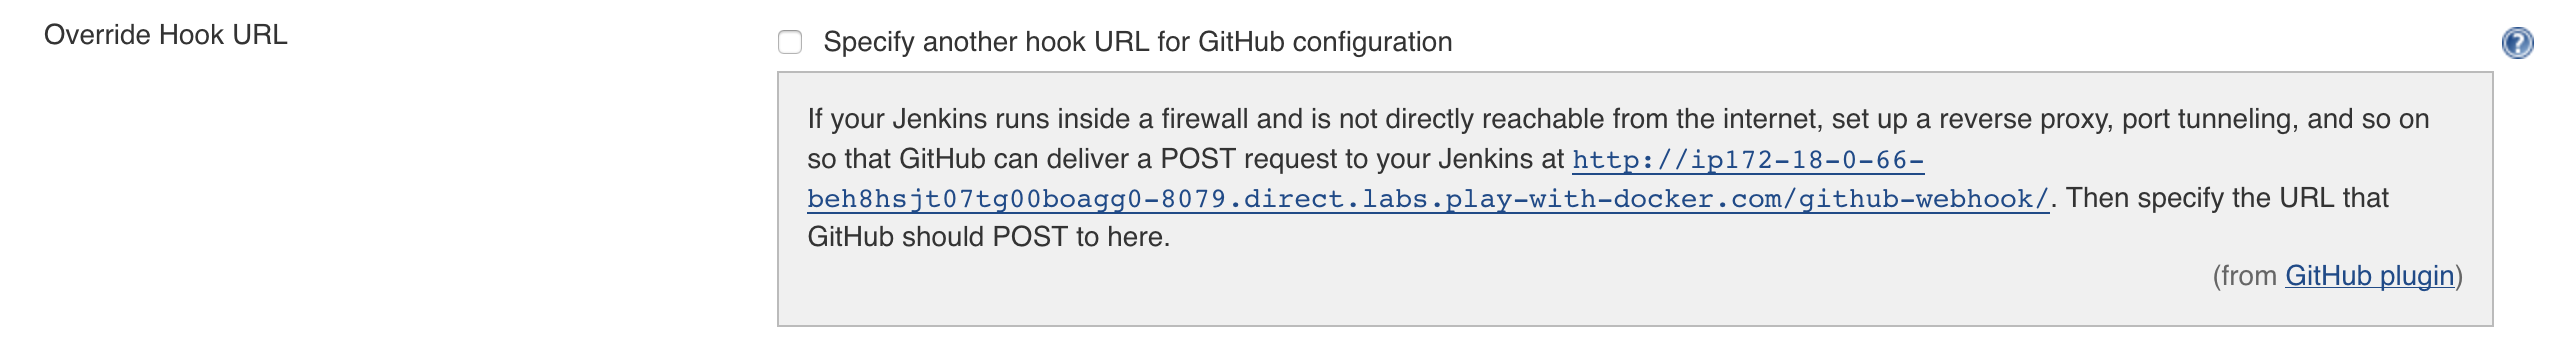 Override Hook URL
Specify another hook URL for GitHub configuration
If your Jenkins runs inside a firewall and is not directly reachable from the internet, set up a reverse proxy, port tunneling, and so on
so that GitHub can deliver a POST request to your Jenkins at http://ip172-18-0-66-
beh8hsjt07tg00boagg0-8079.direct.labs.play-with-docker.com/github-webhook/. Then specify the URL that
GitHub should POST to here.
(from GitHub plugin)